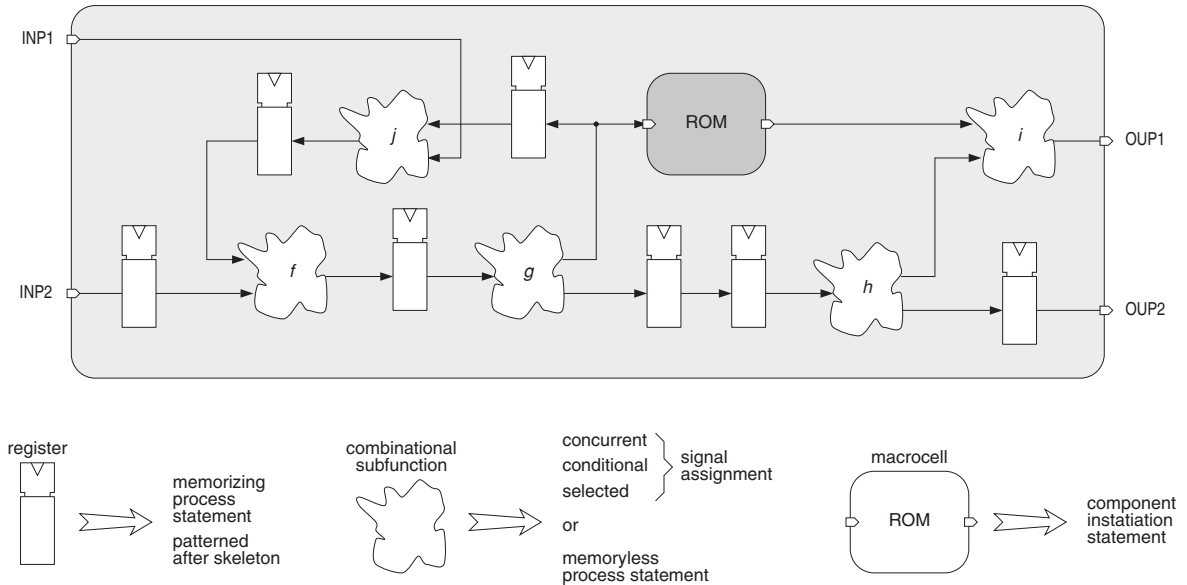 INP1
j
ROM
i
OUP1
INP2
f
g
h
OUP2
register
memorizing
process
statement
patterned
after skeleton
combinational
subfunction
concurrent
conditional
selected
signal
assignment
or
memoryless
process statement
macrocell
ROM
component
instatiation
statement